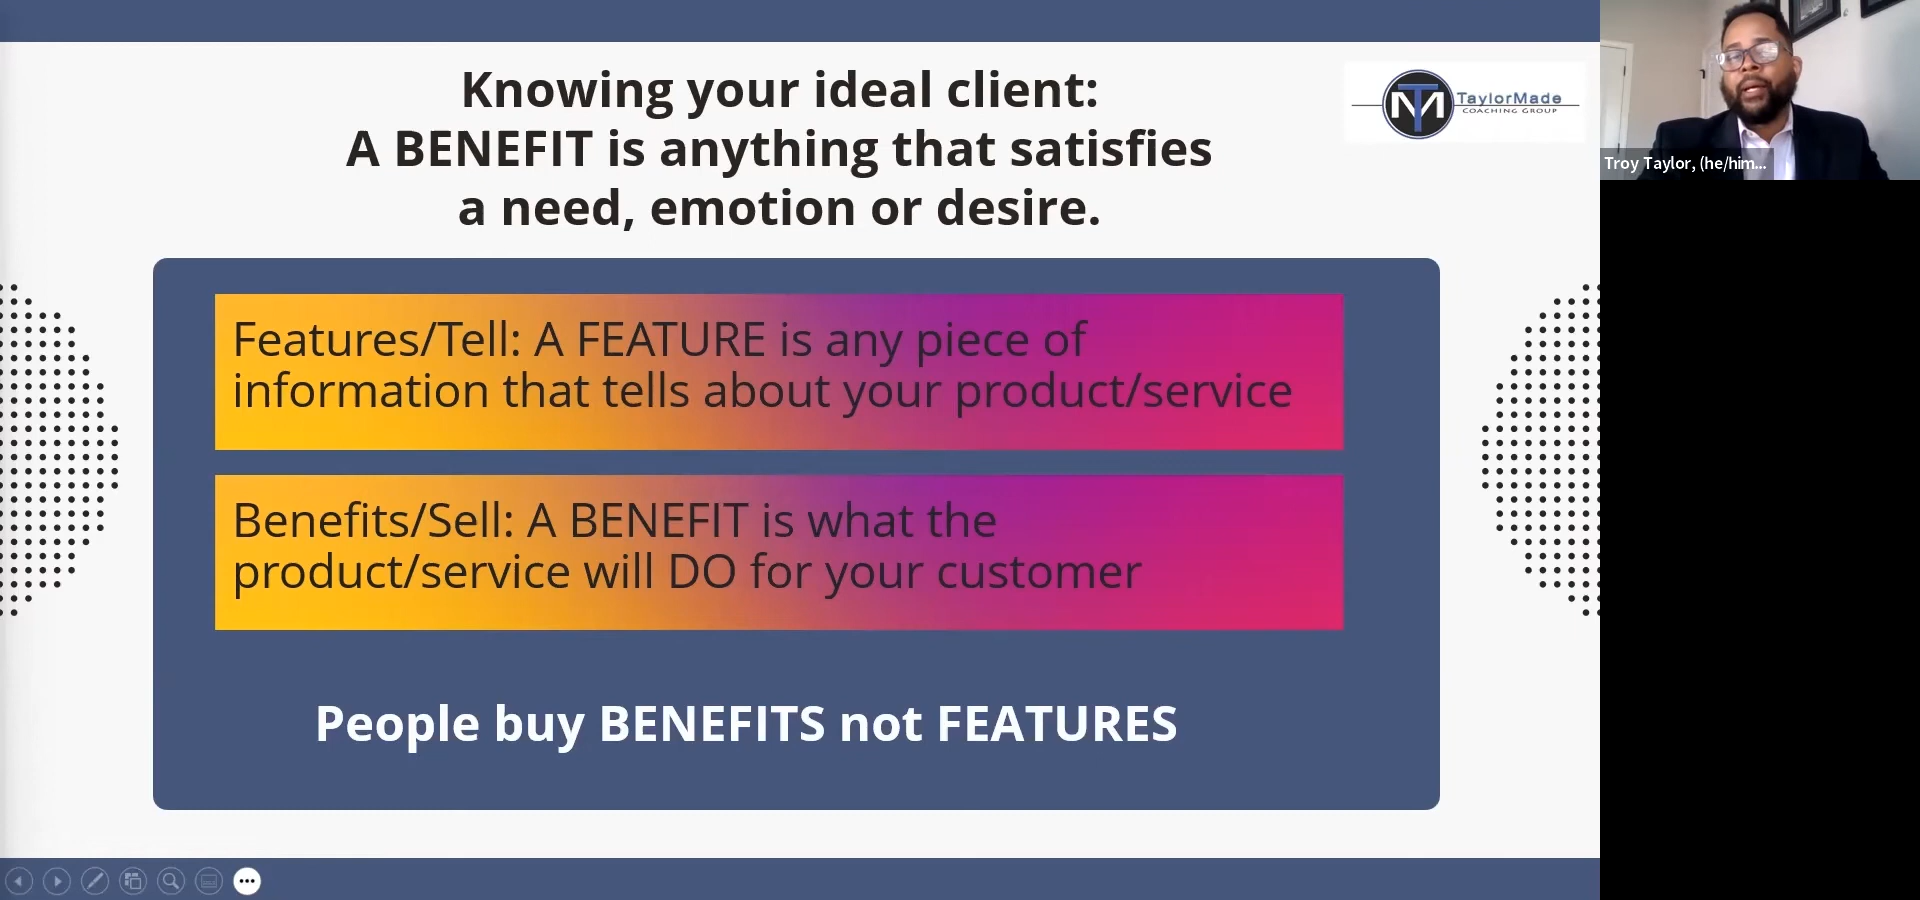 Knowing your ideal client:
A BENEFIT is anything that satisfies
a need, emotion or desire.
TM
TaylorMade
COACHING GROUP
Troy Taylor, (he/him...
Features/Tell: A FEATURE is any piece of
information that tells about your product/service
Benefits/Sell: A BENEFIT is what the
product/service will DO for your customer
People buy BENEFITS not FEATURES